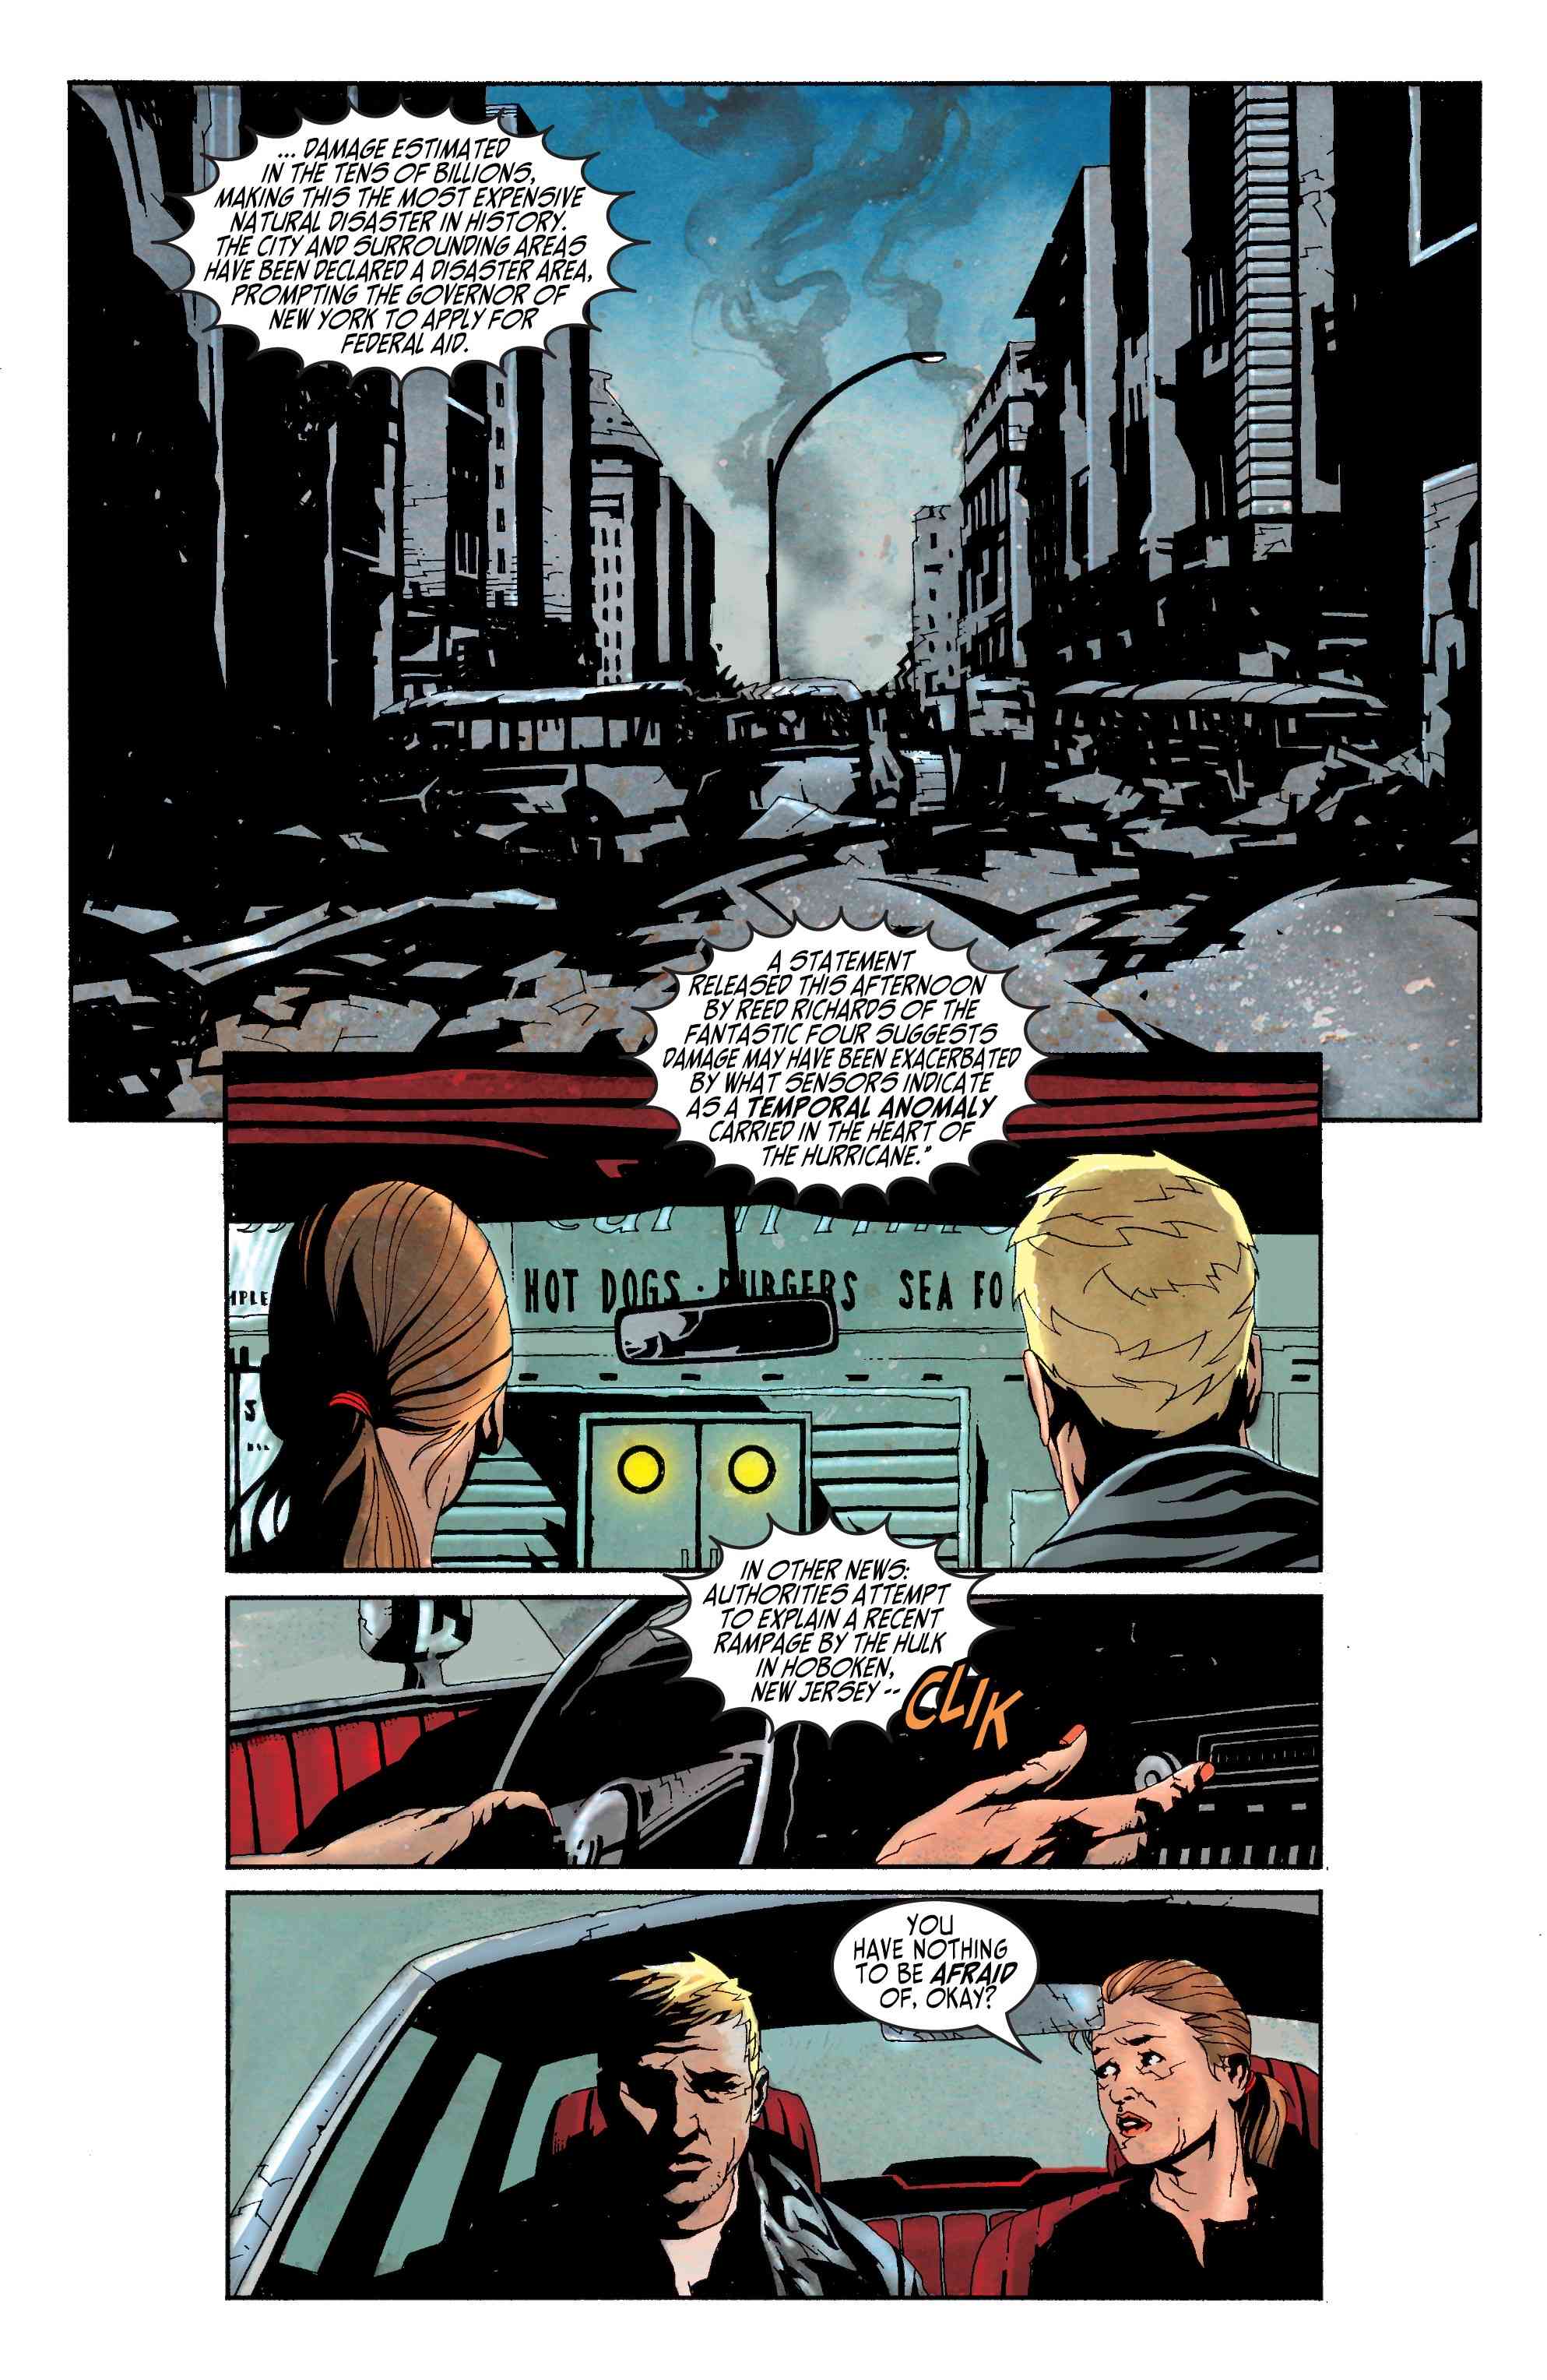 ... DAMAGE ESTIMATED
IN THE TENS OF BILLIONS,
MAKING THIS THE MOST EXPENSIVE
NATURAL DISASTER IN HISTORY.
THE CITY AND SURROUNDING AREAS
HAVE BEEN DECLARED A DISASTER AREA,
PROMPTING THE GOVERNOR OF
NEW YORK TO APPLY FOR
FEDERAL AID.
A STATEMENT
RELEASED THIS AFTERNOON
BY REED RICHARDS OF THE
FANTASTIC FOUR SUGGESTS
DAMAGE MAY HAVE BEEN EXACERBATED
BY WHAT SENSORS INDICATE
AS A TEMPORAL ANOMALY
CARRIED IN THE HEART OF
THE HURRICANE."
HOT DOGS · BURGERS SEA FO
IN OTHER NEWS:
AUTHORITIES ATTEMPT
TO EXPLAIN A RECENT
RAMPAGE BY THE HULK
IN HOBOKEN,
NEW JERSEY --
CLIK
YOU
HAVE NOTHING
TO BE AFRAID
OF, OKAY?